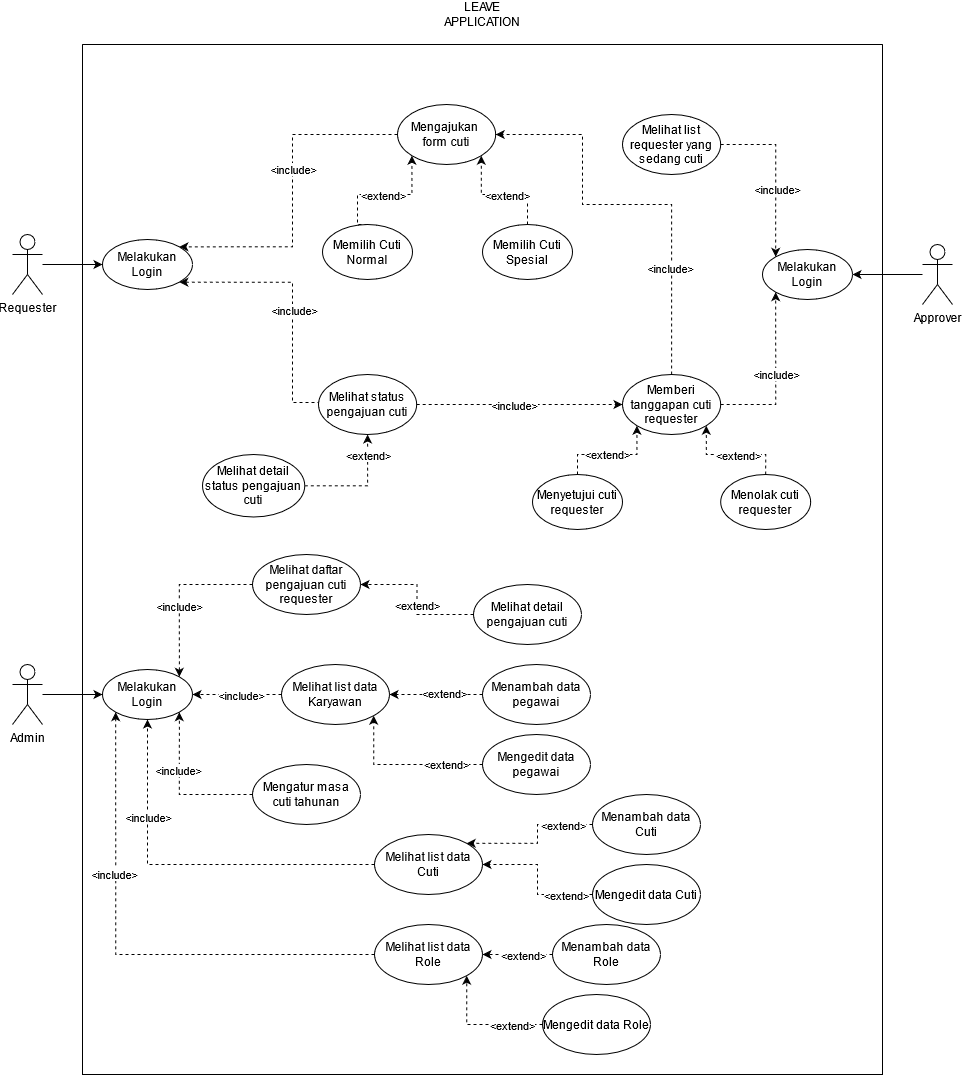 LEAVE
APPLICATION
Mengajukan
form cuti
Melihat list
requester yang
sedang cuti
<include>
<extend>
<extend>
<include>
Memilih Cuti
Normal
Memilih Cuti
Spesial
Melakukan
Login
Requester
<include>
Melakukan
Login
Approver
<include>
Melihat status
pengajuan cuti
<include>
Memberi
tanggapan cuti
requester
<include>
<extend>
<extend>
<extend>
Melihat detail
status pengajuan
cuti
Menyetujui cuti
requester
Menolak cuti
requester
Melihat daftar
pengajuan cuti
requester
<include>
<extend>
Melihat detail
pengajuan cuti
Melakukan
Login
Admin
<include>
Melihat list data
Karyawan
<extend>
Menambah data
pegawai
<extend>
Mengedit data
pegawai
<include>
Mengatur masa
cuti tahunan
<include>
<extend>
Menambah data
Cuti
Melihat list data
Cuti
<include>
<extend>
Mengedit data Cuti
Melihat list data
Role
<extend>
Menambah data
Role
<extend>
Mengedit data Role